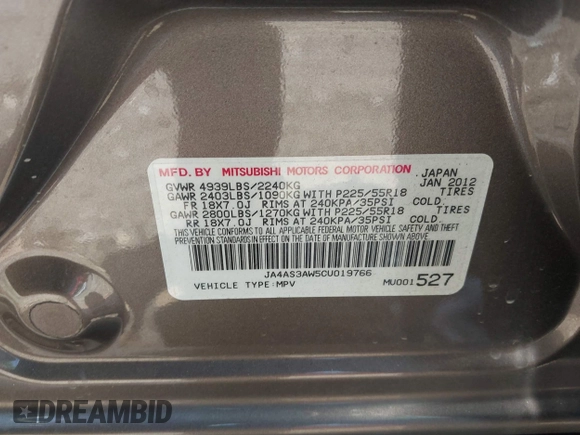 MFD. BY MITSUBISHI MOTORS CORPORATION JAPAN
GVWR 4939LBS/2240KG JAN 2012
GAWR 2403LBS/1090KG WITH P225/55R18 TIRES
FR 18X7.0J RIMS AT 240KPA/35PSI COLD
GAWR 2800LBS/1270KG WITH P225/55R18 TIRES
RR 18X7.0J RIMS AT 240KPA/35PSI COLD
THIS VEHICLE CONFORMS TO ALL APPLICABLE
FEDERAL MOTOR VEHICLE SAFETY AND THEFT
PREVENTION STANDARDS IN EFFECT ON THE
DATE OF MANUFACTURE SHOWN ABOVE.
JA4AS3AW5CU019766
VEHICLE TYPE:MPV MU001527
DREAMBID